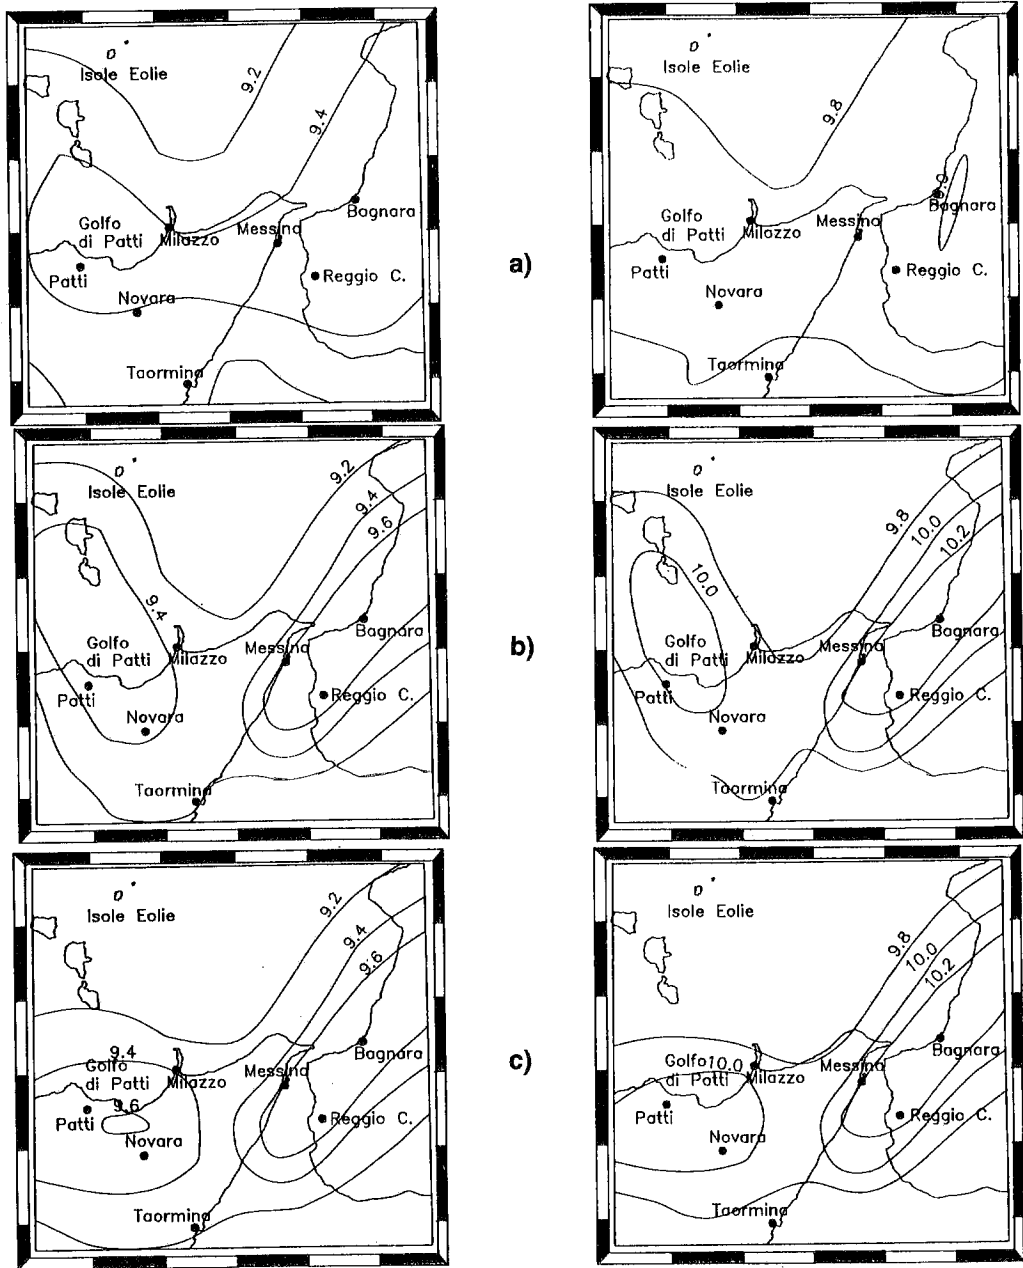 Isole Eolie
9.2
9.4
Golfo
di Patti
Milazzo
Messina
Bagnara
Patti
Reggio C.
Novara
Taormina
a)
Isole Eolie
9.8
Golfo
di Patti
Milazzo
Messina
Bagnara
Patti
Reggio C.
Novara
Taormina
Isole Eolie
9.2
9.4
9.6
9.4
Golfo
di Patti
Milazzo
Messina
Bagnara
Patti
Reggio C.
Novara
Taormina
b)
Isole Eolie
9.8
10.0
10.2
10.0
Golfo
di Patti
Milazzo
Messina
Bagnara
Patti
Reggio C.
Novara
Taormina
Isole Eolie
9.2
9.4
9.6
9.4
Golfo
di Patti
Milazzo
Messina
Bagnara
9.6
Patti
Reggio C.
Novara
Taormina
c)
Isole Eolie
9.8
10.0
10.2
Golfo 10.0
di Patti
Milazzo
Messina
Bagnara
Patti
Reggio C.
Novara
Taormina